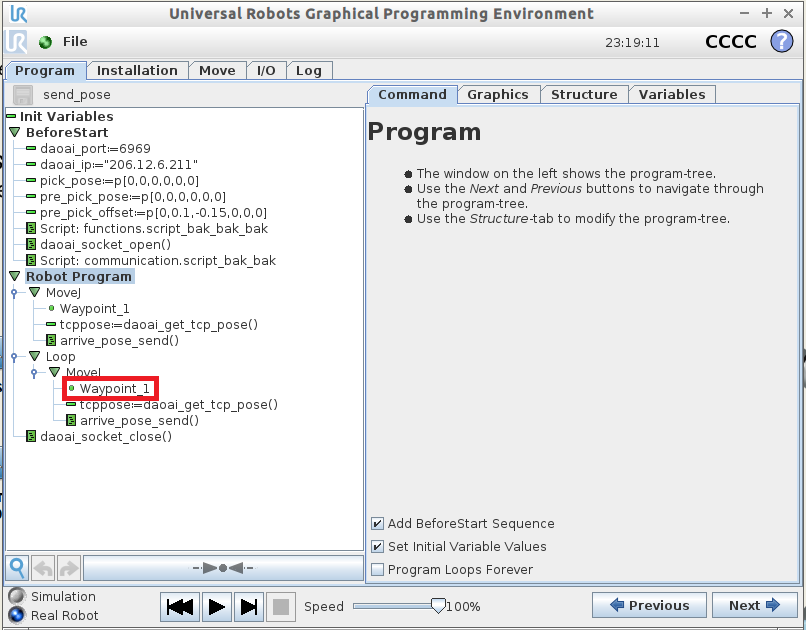 Universal Robots Graphical Programming Environment
File 23:19:11 CCCC ?
Program Installation Move I/O Log
send_pose
Init Variables
BeforeStart
daoai_port:=6969
daoai_ip:="206.12.6.211"
pick_pose:=p[0,0,0,0,0,0]
pre_pick_pose:=p[0,0,0,0,0,0]
pre_pick_offset:=p[0,0.1,-0.15,0,0,0]
Script: functions.script_bak_bak_bak
daoai_socket_open()
Script: communication.script_bak_bak
Robot Program
MoveJ
Waypoint_1
tcppose:=daoai_get_tcp_pose()
arrive_pose_send()
Loop
MoveJ
Waypoint_1
tcppose:=daoai_get_tcp_pose()
arrive_pose_send()
daoai_socket_close()
Command Graphics Structure Variables
Program
The window on the left shows the program-tree.
Use the Next and Previous buttons to navigate through
the program-tree.
Use the Structure-tab to modify the program-tree.
Add BeforeStart Sequence
Set Initial Variable Values
Program Loops Forever
Simulation
Real Robot
Speed 100%
Previous Next